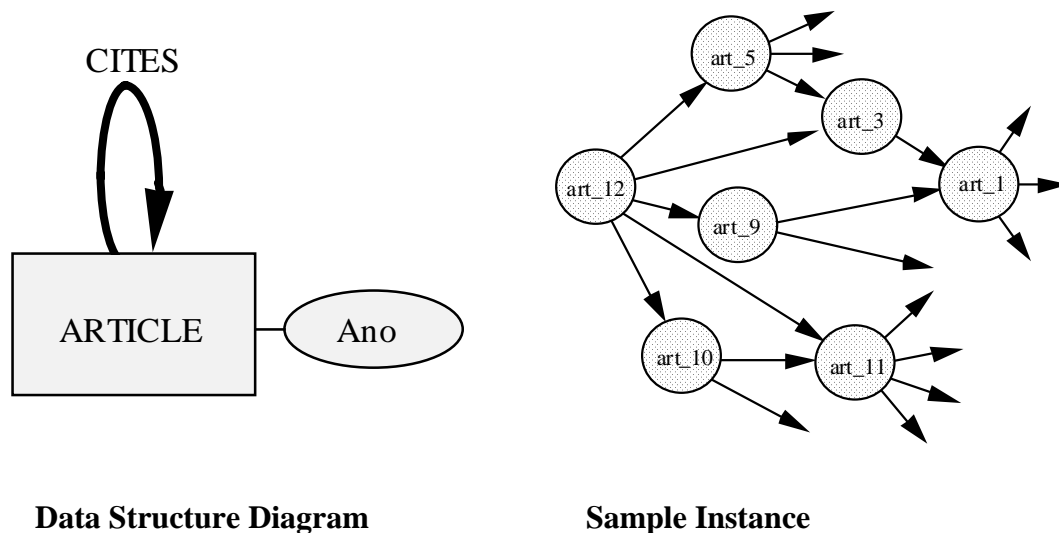 CITES
ARTICLE
Ano
Data Structure Diagram
art_5
art_3
art_12
art_1
art_9
art_10
art_11
Sample Instance